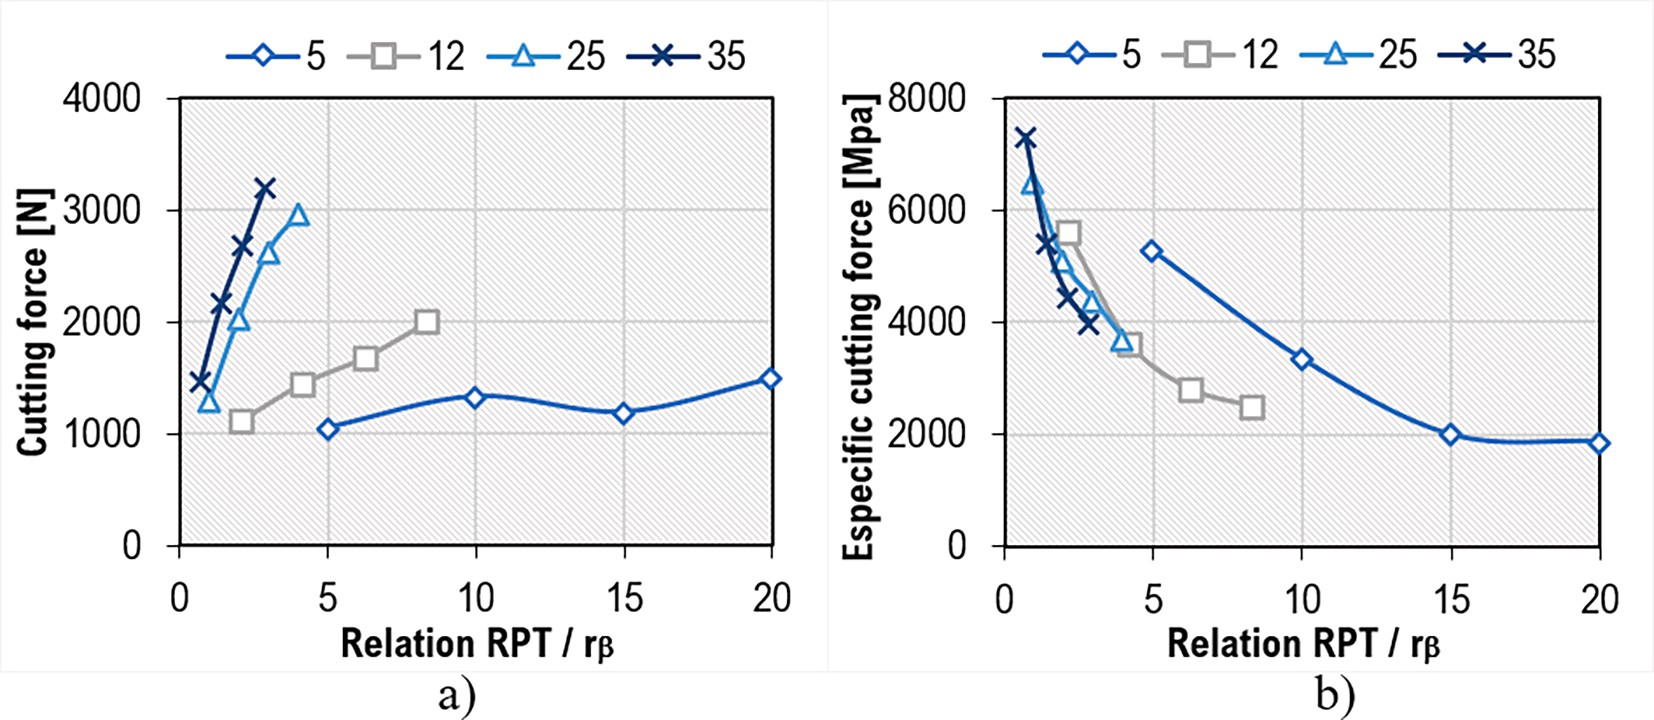 5 12 25 35
4000
3000
2000
1000
0
0 5 10 15 20
Cutting force [N]
Relation RPT / rβ
a)
5 12 25 35
8000
6000
4000
2000
0
0 5 10 15 20
Especific cutting force [Mpa]
Relation RPT / rβ
b)